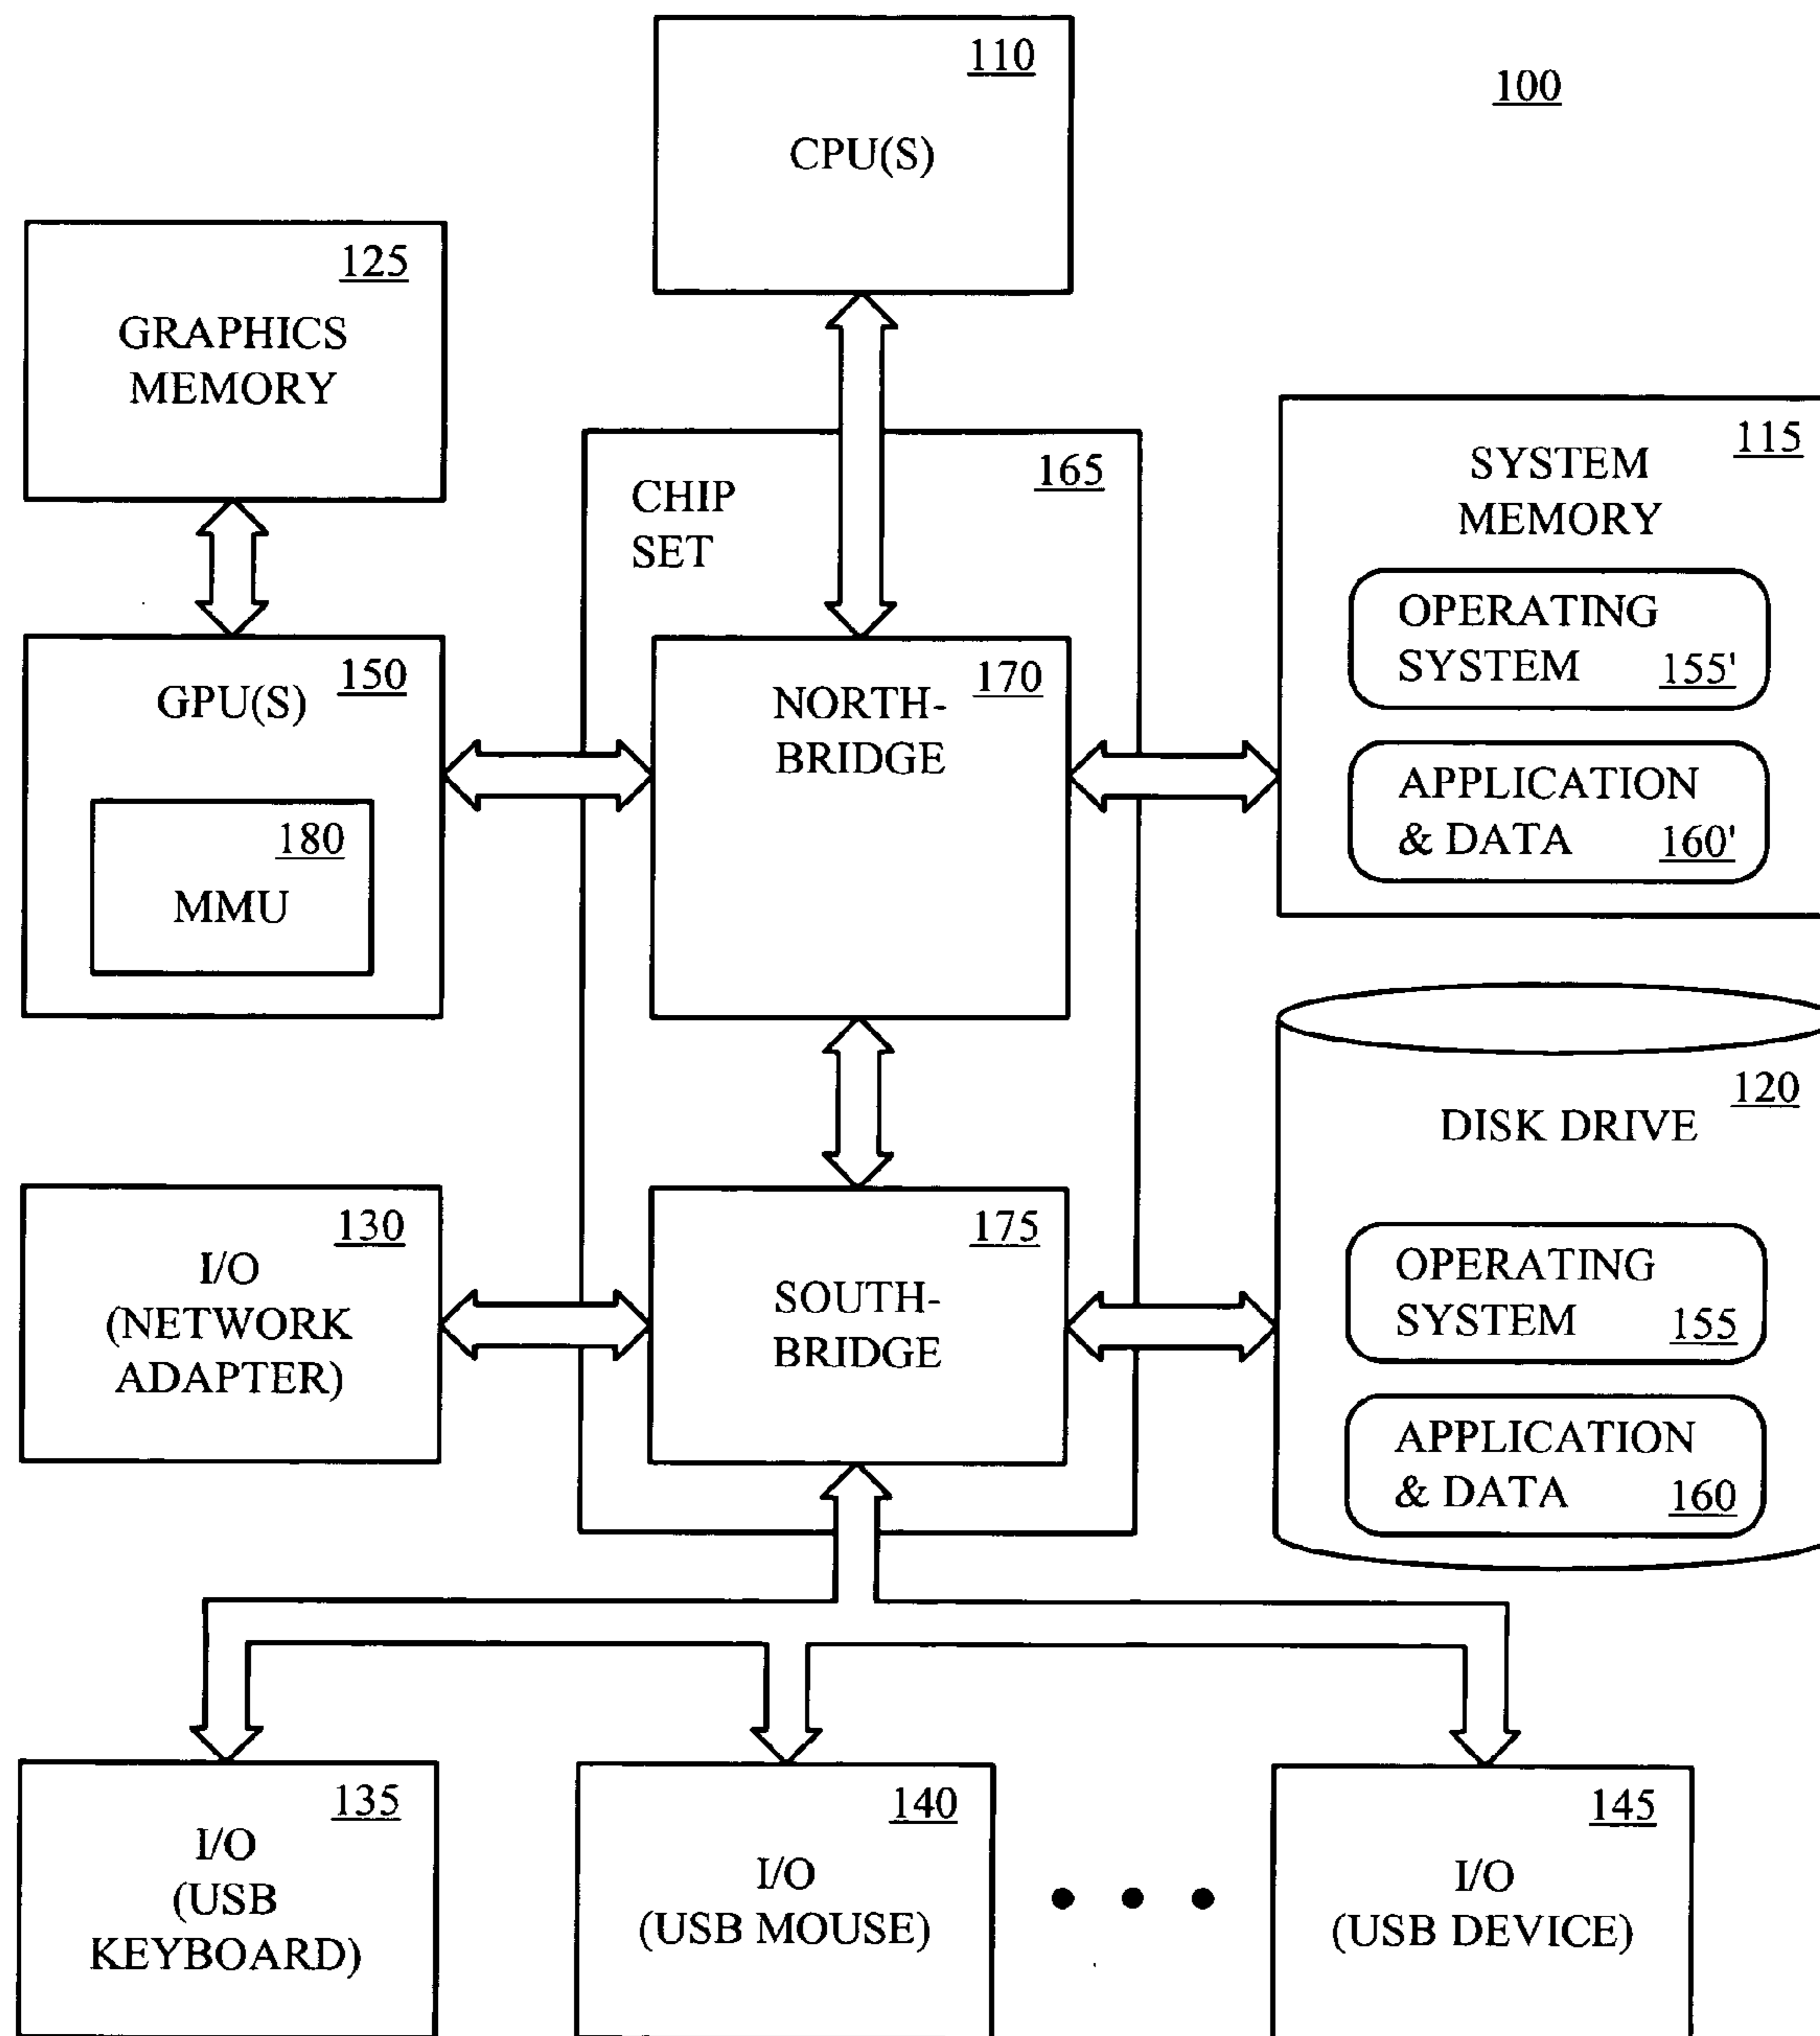 110
CPU(S)
100
125
GRAPHICS
MEMORY
165
CHIP
SET
115
SYSTEM
MEMORY
OPERATING
SYSTEM 155'
APPLICATION
& DATA 160'
150
GPU(S)
180
MMU
170
NORTH-
BRIDGE
120
DISK DRIVE
OPERATING
SYSTEM 155
APPLICATION
& DATA 160
130
I/O
(NETWORK
ADAPTER)
175
SOUTH-
BRIDGE
135
I/O
(USB
KEYBOARD)
140
I/O
(USB MOUSE)
• • •
145
I/O
(USB DEVICE)